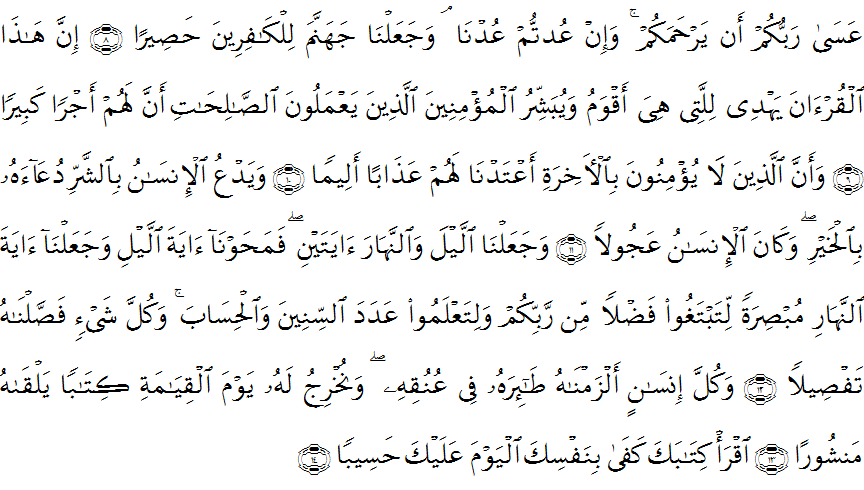 عَسَىٰ رَبُّكُمْ أَن يَرْحَمَكُمْ ۚ وَإِنْ عُدتُّمْ عُدْنَا ۘ وَجَعَلْنَا جَهَنَّمَ لِلْكَـٰفِرِينَ حَصِيرًا ﴿٨﴾ إِنَّ هَـٰذَا
ٱلْقُرْءَانَ يَهْدِى لِلَّتِى هِىَ أَقْوَمُ وَيُبَشِّرُ ٱلْمُؤْمِنِينَ ٱلَّذِينَ يَعْمَلُونَ ٱلصَّـٰلِحَـٰتِ أَنَّ لَهُمْ أَجْرًا كَبِيرًا
﴿٩﴾ وَأَنَّ ٱلَّذِينَ لَا يُؤْمِنُونَ بِٱلْأَخِرَةِ أَعْتَدْنَا لَهُمْ عَذَابًا أَلِيمًا ﴿١٠﴾ وَيَدْعُ ٱلْإِنسَـٰنُ بِٱلشَّرِّ دُعَآءَهُۥ
بِٱلْخَيْرِ ۖ وَكَانَ ٱلْإِنسَـٰنُ عَجُولًا ﴿١١﴾ وَجَعَلْنَا ٱلَّيْلَ وَٱلنَّهَارَ ءَايَتَيْنِ ۖ فَمَحَوْنَآ ءَايَةَ ٱلَّيْلِ وَجَعَلْنَآ ءَايَةَ
ٱلنَّهَارِ مُبْصِرَةً لِّتَبْتَغُوا۟ فَضْلًا مِّن رَّبِّكُمْ وَلِتَعْلَمُوا۟ عَدَدَ ٱلسِّنِينَ وَٱلْحِسَابَ ۚ وَكُلَّ شَىْءٍ فَصَّلْنَـٰهُ
تَفْصِيلًا ﴿١٢﴾ وَكُلَّ إِنسَـٰنٍ أَلْزَمْنَـٰهُ طَـٰٓئِرَهُۥ فِى عُنُقِهِۦ ۖ وَنُخْرِجُ لَهُۥ يَوْمَ ٱلْقِيَـٰمَةِ كِتَـٰبًا يَلْقَىٰهُ
مَنشُورًا ﴿١٣﴾ ٱقْرَأْ كِتَـٰبَكَ كَفَىٰ بِنَفْسِكَ ٱلْيَوْمَ عَلَيْكَ حَسِيبًا ﴿١٤﴾